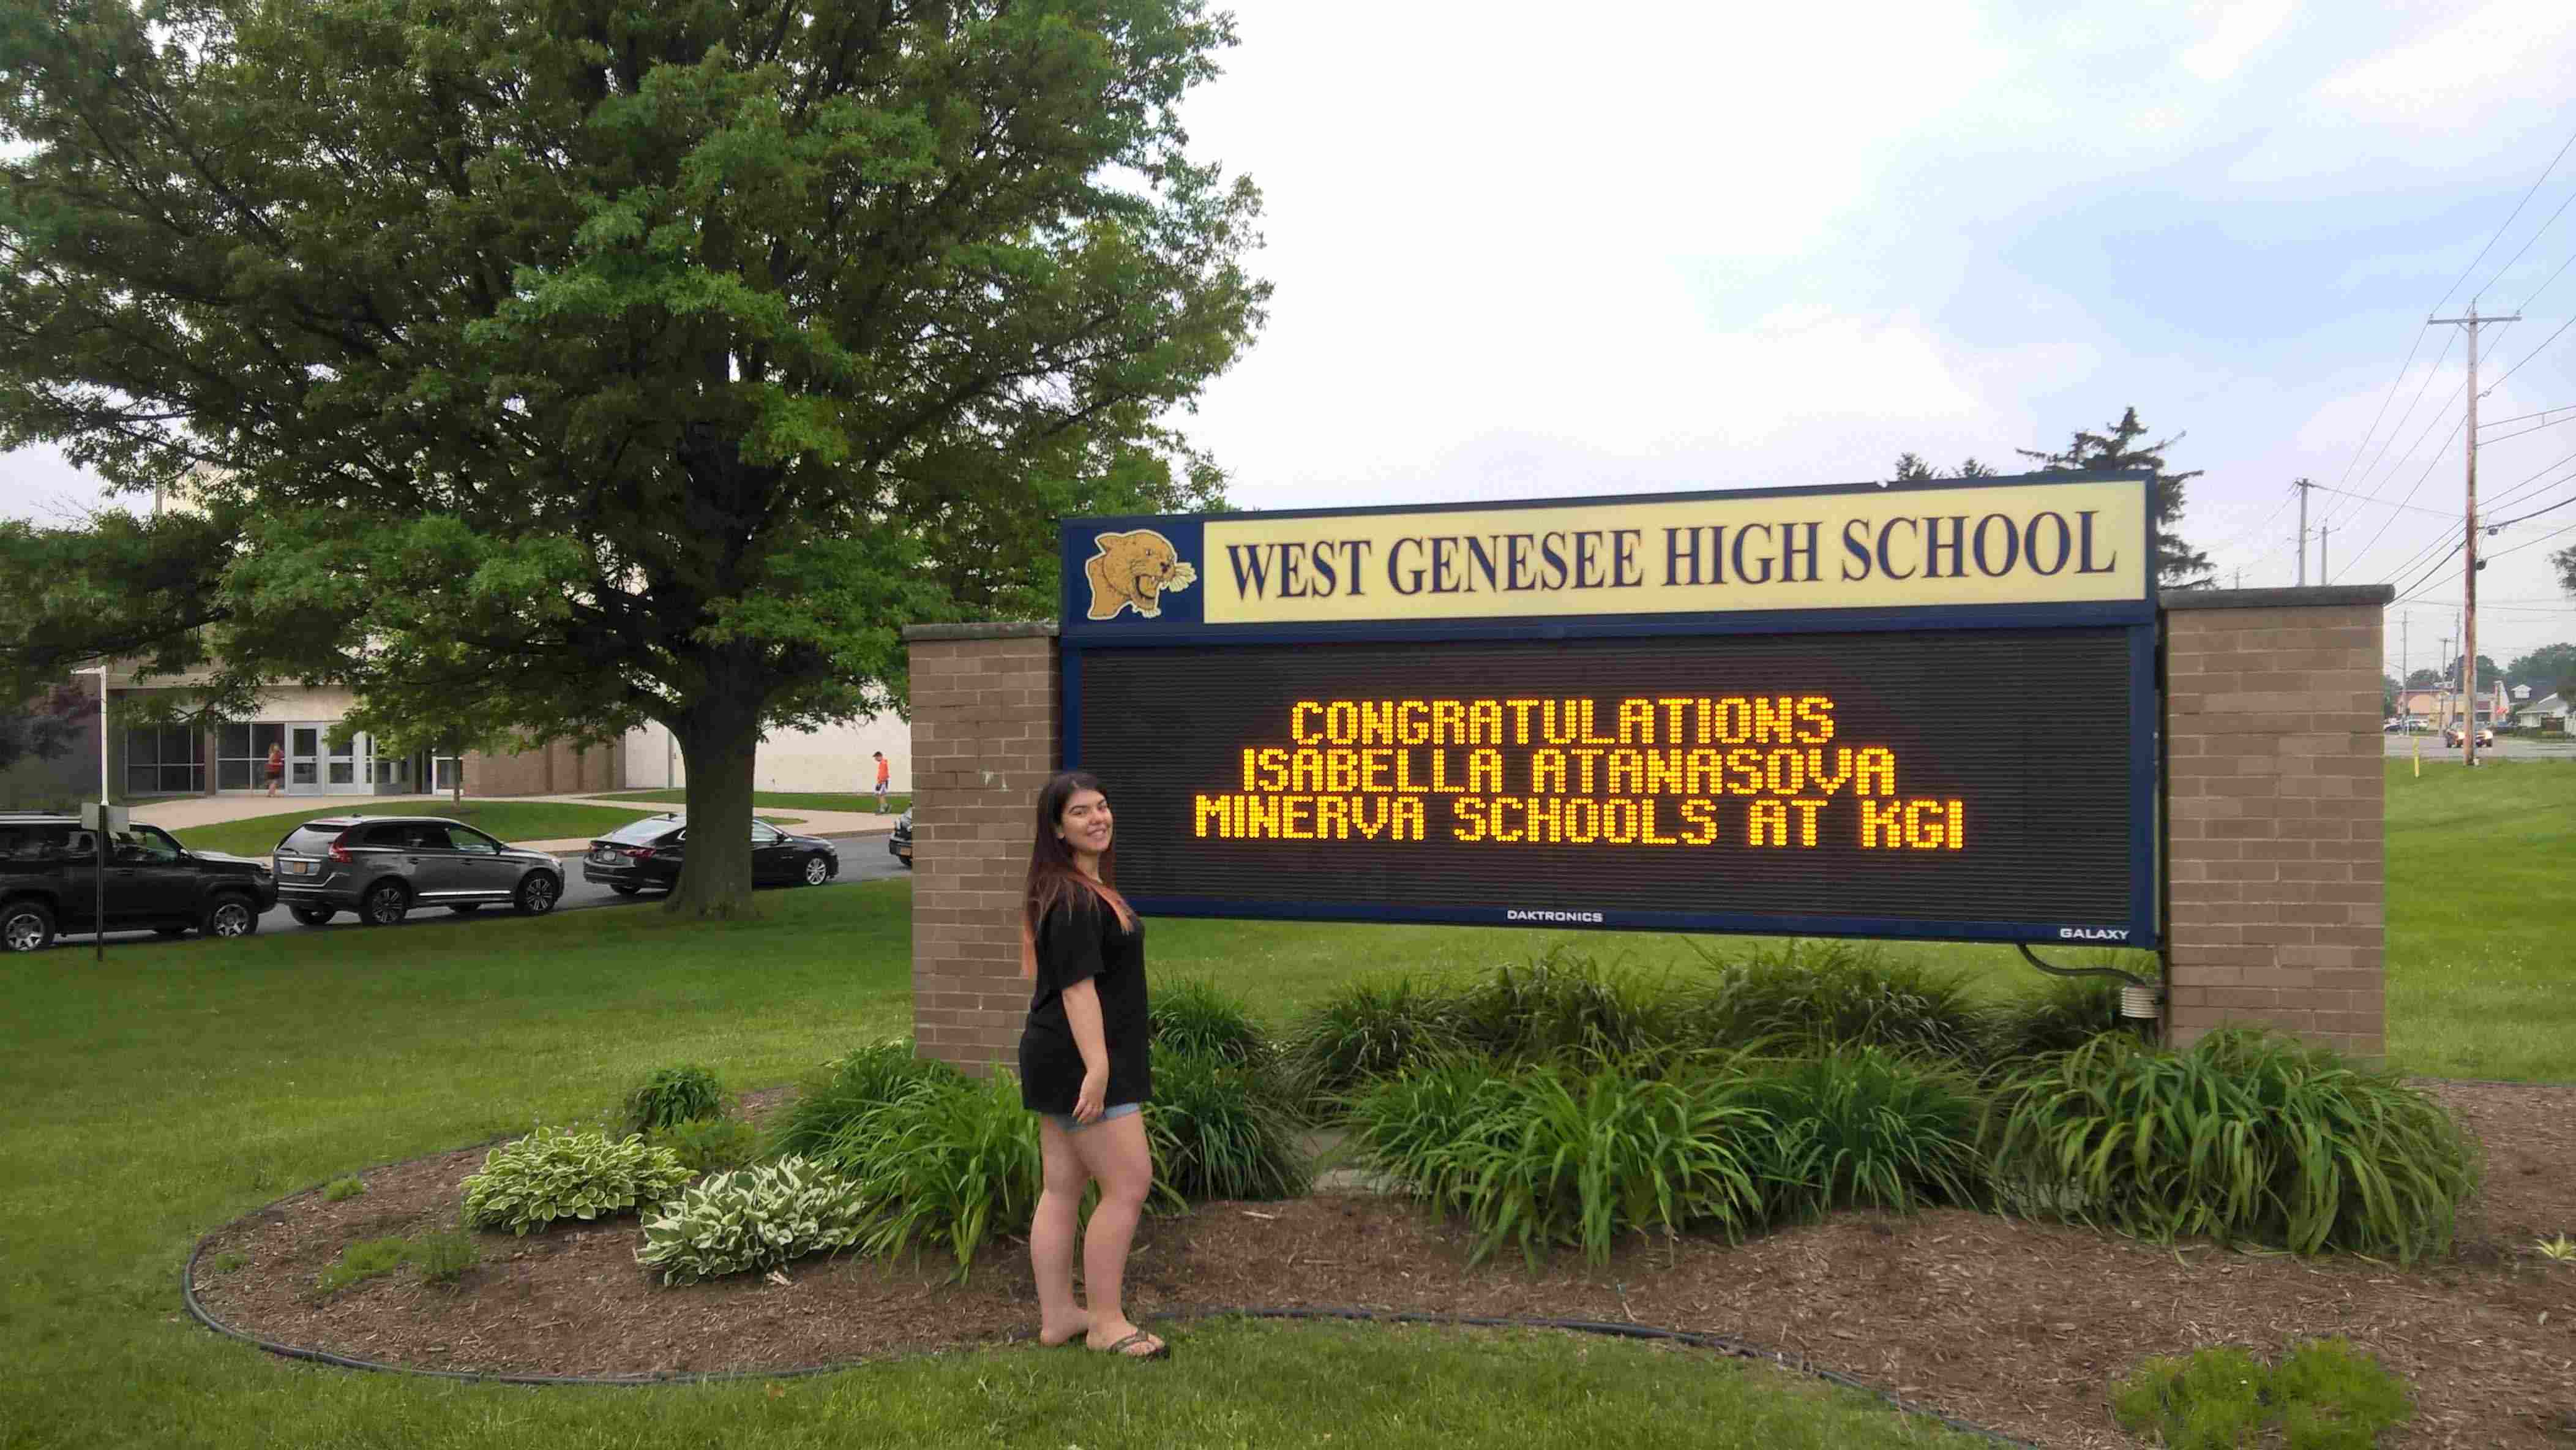 WEST GENESEE HIGH SCHOOL
CONGRATULATIONS
ISABELLA ATANASOVA
MINERVA SCHOOLS AT KGI
DAKTRONICS
GALAXY